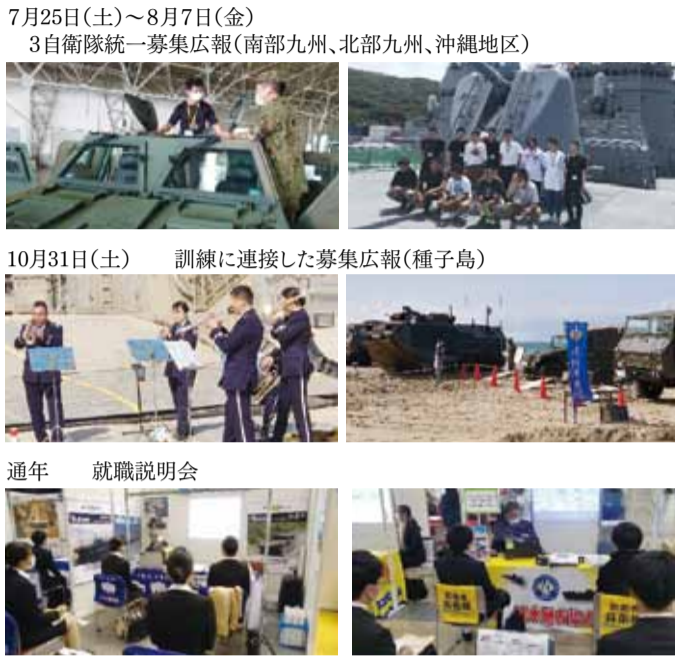 7月25日（土）～8月7日（金）
3自衛隊統一募集広報（南部九州、北部九州、沖縄地区）
10月31日（土）　訓練に連接した募集広報（種子島）
通年　就職説明会